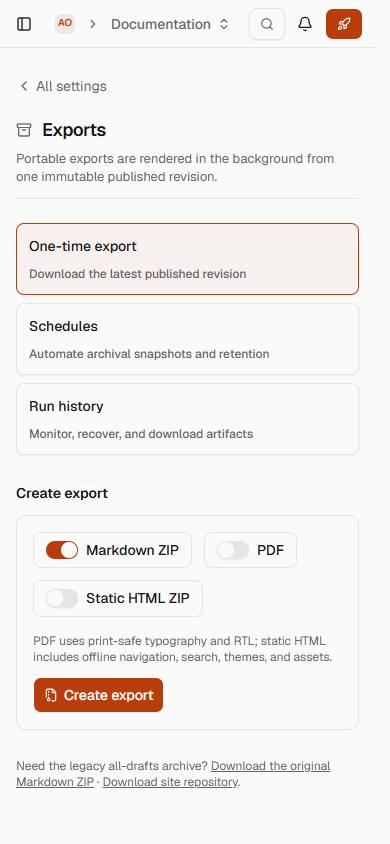 AO Documentation
All settings
Exports
Portable exports are rendered in the background from
one immutable published revision.
One-time export
Download the latest published revision
Schedules
Automate archival snapshots and retention
Run history
Monitor, recover, and download artifacts
Create export
Markdown ZIP PDF
Static HTML ZIP
PDF uses print-safe typography and RTL; static HTML
includes offline navigation, search, themes, and assets.
Create export
Need the legacy all-drafts archive? Download the original
Markdown ZIP · Download site repository.